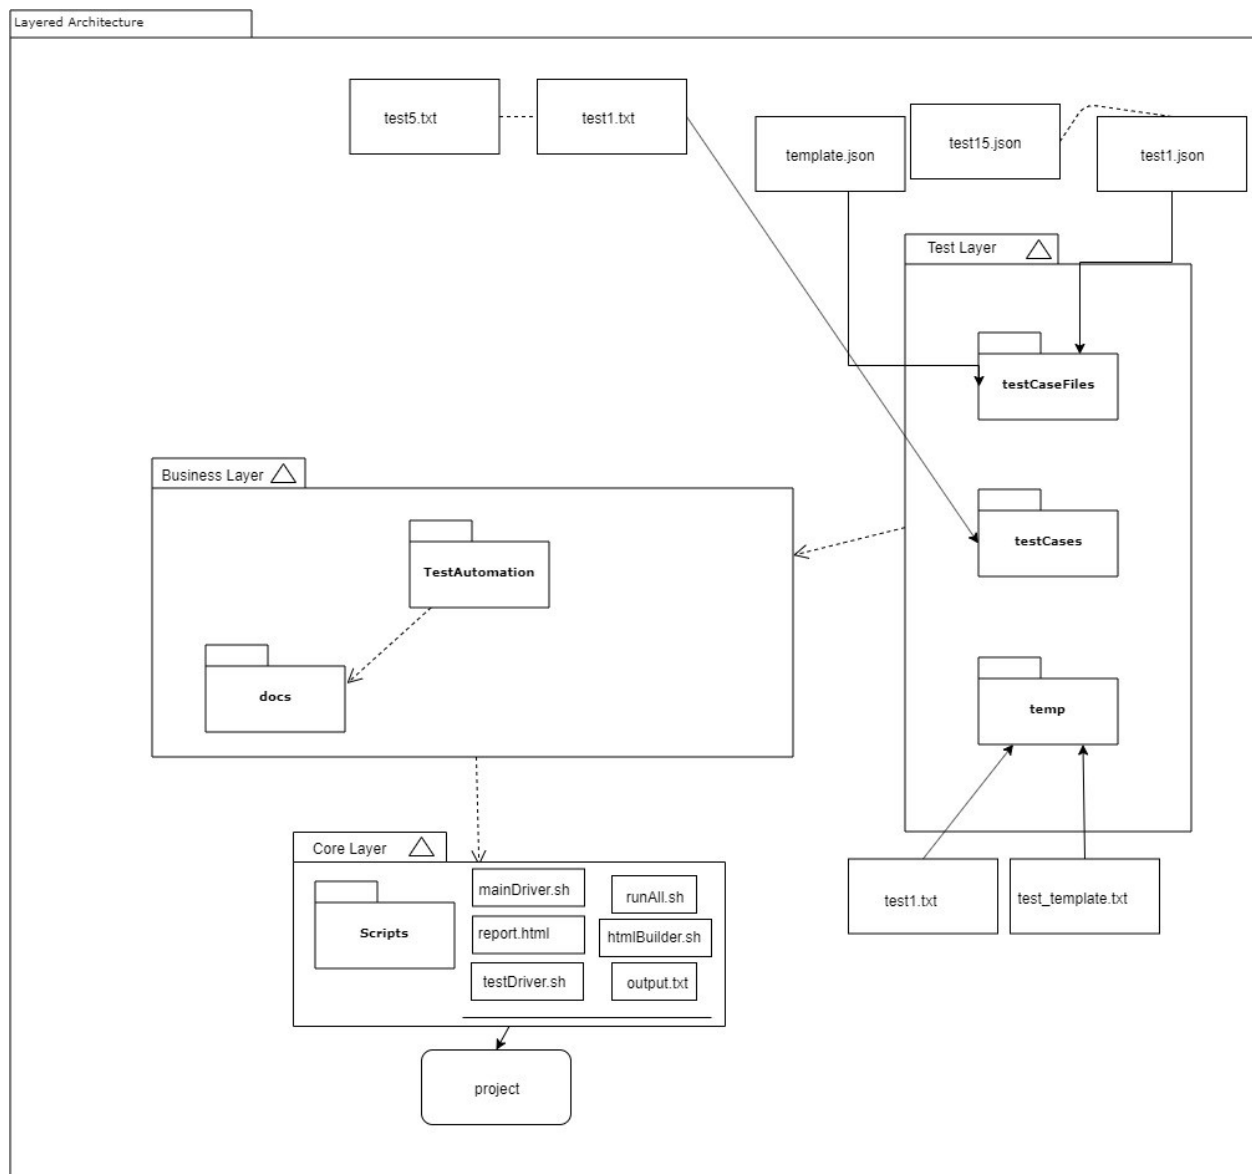 Layered Architecture
test5.txt
test1.txt
template.json
test15.json
test1.json
Test Layer
testCaseFiles
testCases
temp
test1.txt
test_template.txt
Business Layer
TestAutomation
docs
Core Layer
Scripts
mainDriver.sh
runAll.sh
report.html
htmlBuilder.sh
testDriver.sh
output.txt
project